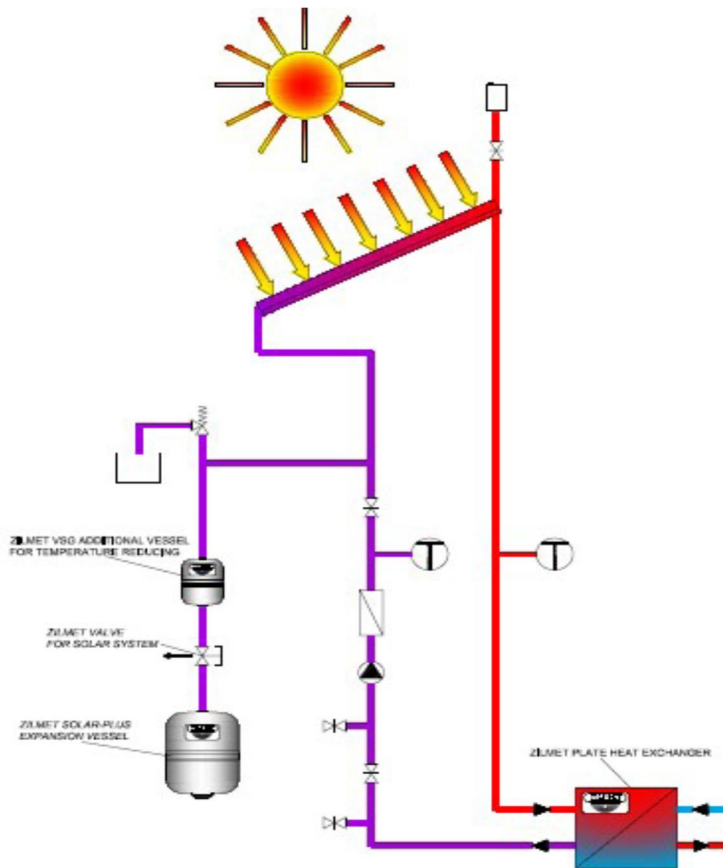 ZILMET VSG ADDITIONAL VESSEL
FOR TEMPERATURE REDUCING
T
T
ZILMET VALVE
FOR SOLAR SYSTEM
ZILMET SOLAR-PLUS
EXPANSION VESSEL
ZILMET PLATE HEAT EXCHANGER